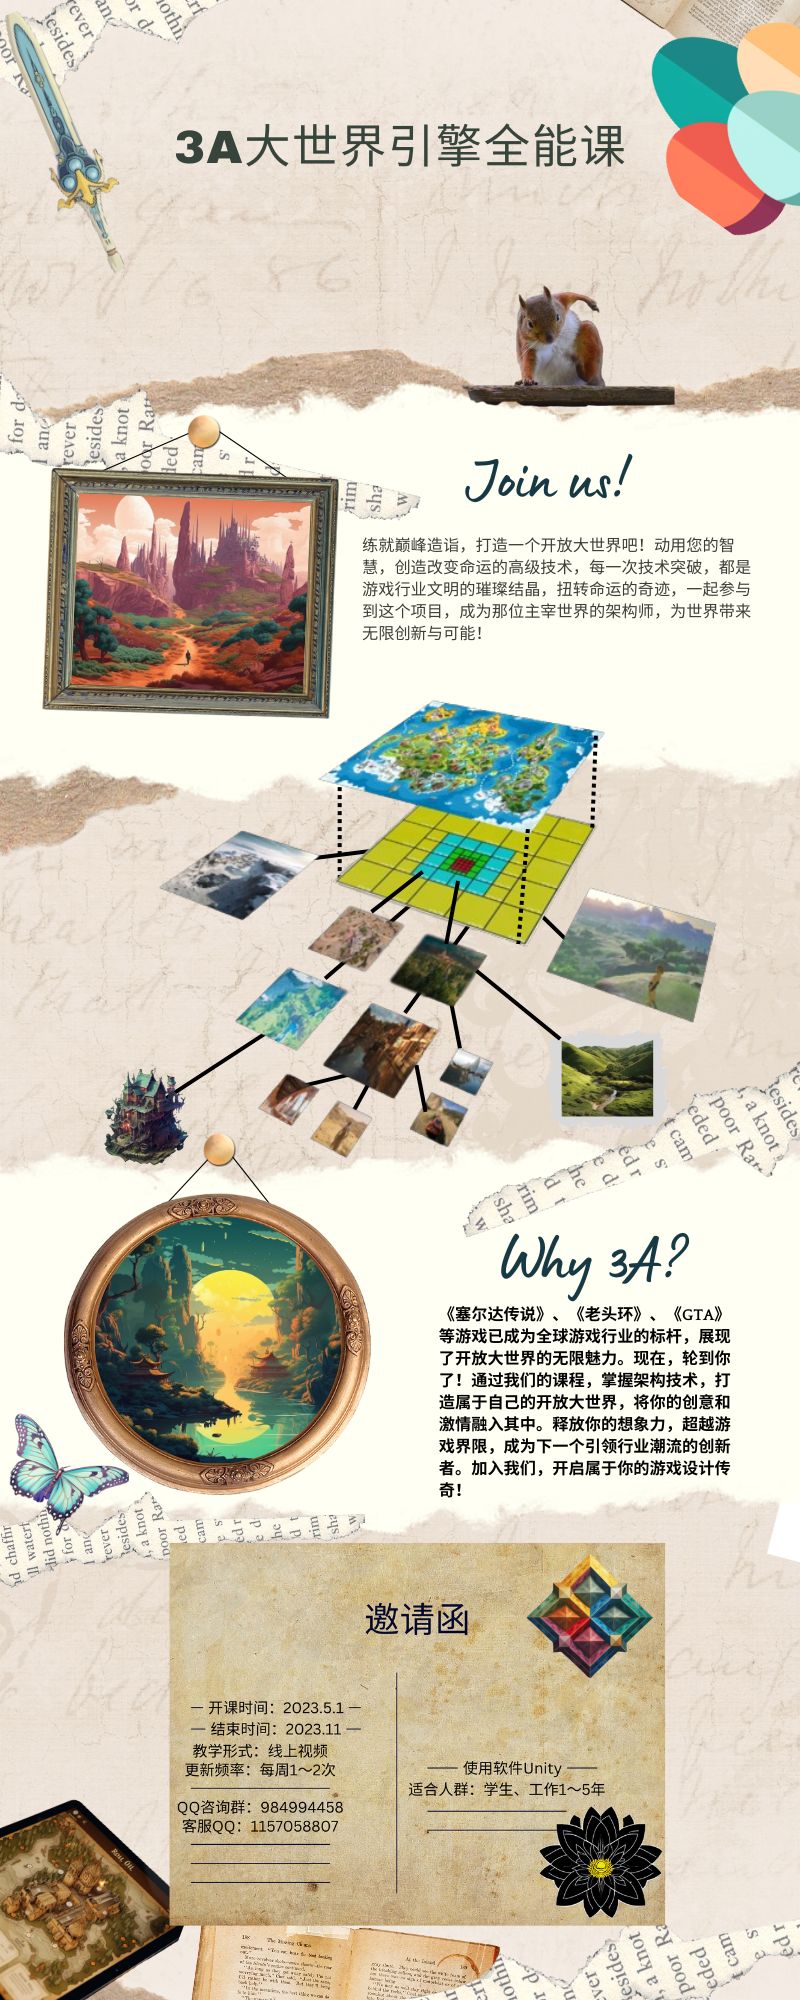 3A大世界引擎全能课
Join us!
练就巅峰造诣，打造一个开放大世界吧！动用您的智
慧，创造改变命运的高级技术，每一次技术突破，都是
游戏行业文明的璀璨结晶，扭转命运的奇迹，一起参与
到这个项目，成为那位主宰世界的架构师，为世界带来
无限创新与可能！
Why 3A?
《塞尔达传说》、《老头环》、《GTA》
等游戏已成为全球游戏行业的标杆，展现
了开放大世界的无限魅力。现在，轮到你
了！通过我们的课程，掌握架构技术，打
造属于自己的开放大世界，将你的创意和
激情融入其中。释放你的想象力，超越游
戏界限，成为下一个引领行业潮流的创新
者。加入我们，开启属于你的游戏设计传
奇！
邀请函
— 开课时间：2023.5.1 —
— 结束时间：2023.11 —
教学形式：线上视频
更新频率：每周1～2次
QQ咨询群：984994458
客服QQ：1157058807
—— 使用软件Unity ——
适合人群：学生、工作1～5年